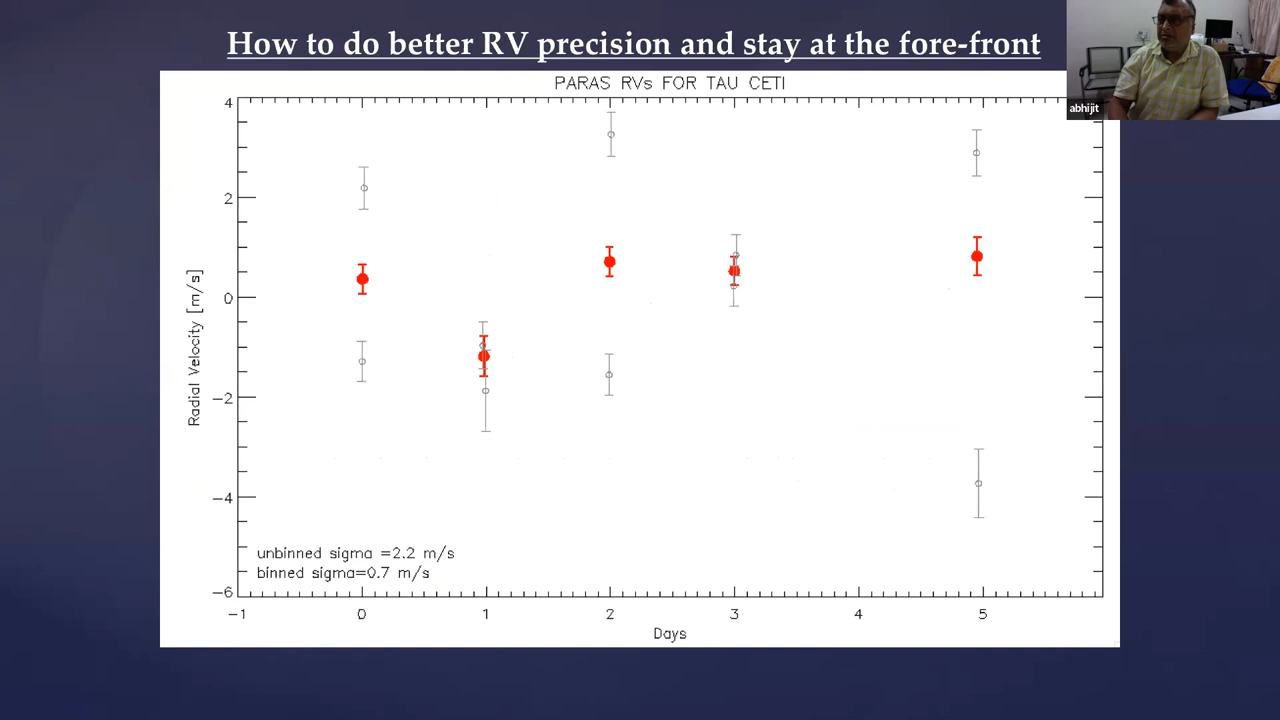 How to do better RV precision and stay at the fore-front
abhijit
PARAS RVs FOR TAU CETI
4
2
0
−2
−4
−6
Radial Velocity [m/s]
unbinned sigma =2.2 m/s
binned sigma=0.7 m/s
−1 0 1 2 3 4 5
Days